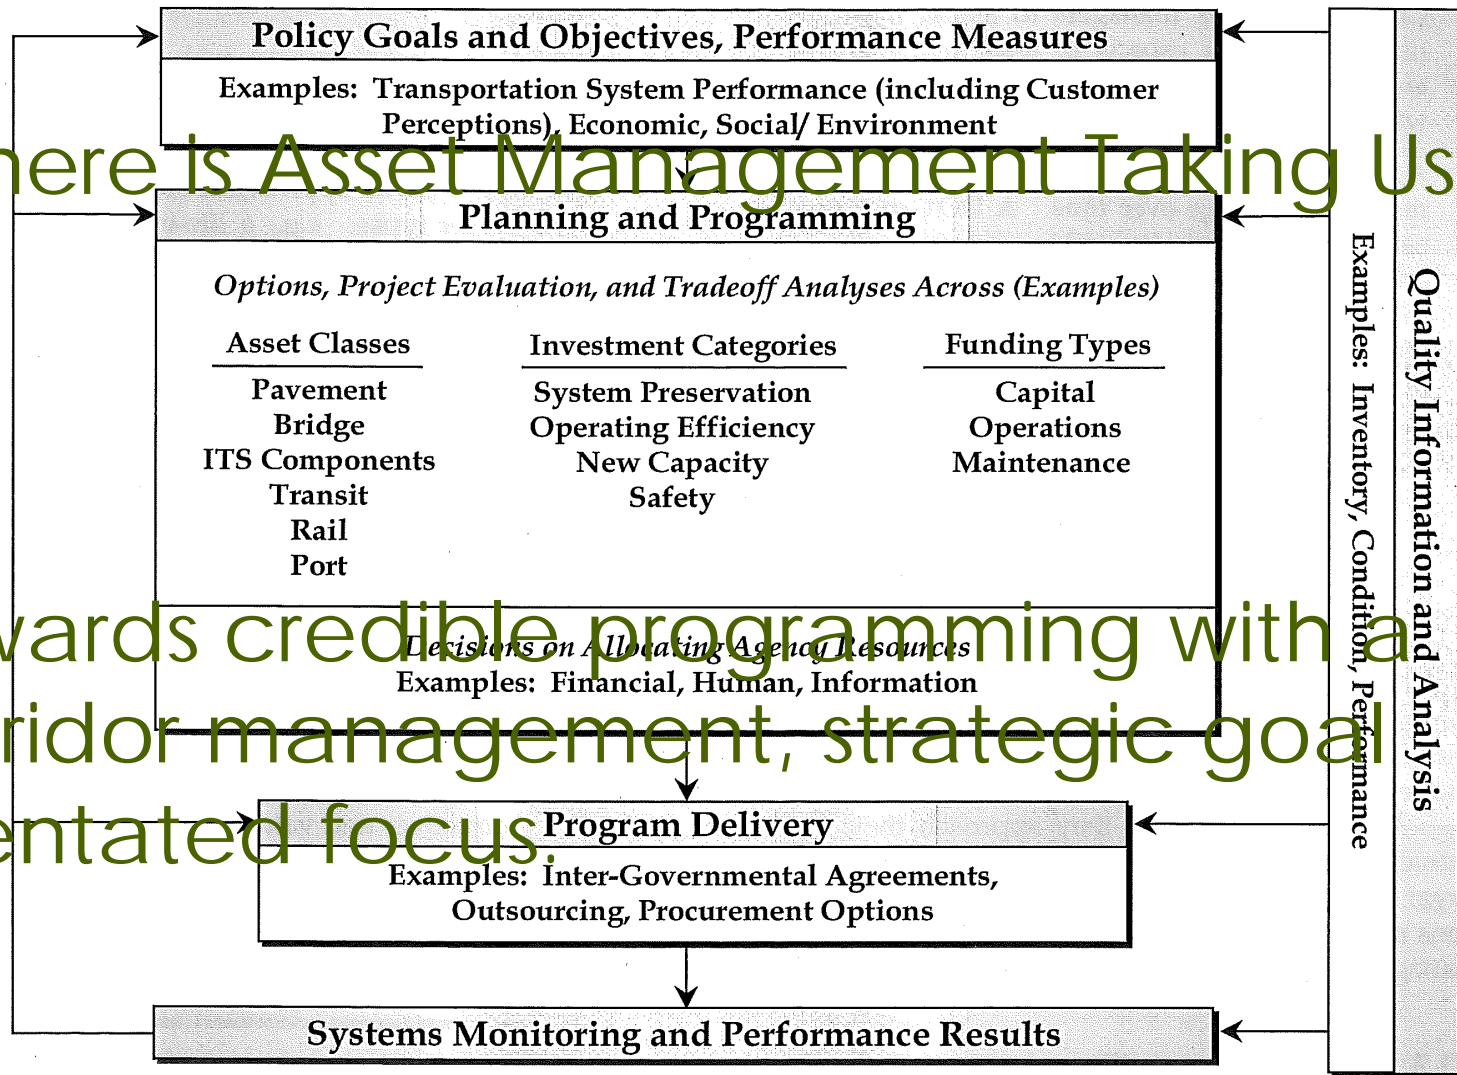 Policy Goals and Objectives, Performance Measures
Examples: Transportation System Performance (including Customer
Perceptions), Economic, Social/ Environment
here is Asset Management Taking Us
Planning and Programming
Options, Project Evaluation, and Tradeoff Analyses Across (Examples)
Asset Classes
Pavement
Bridge
ITS Components
Transit
Rail
Port
Investment Categories
System Preservation
Operating Efficiency
New Capacity
Safety
Funding Types
Capital
Operations
Maintenance
wards credible programming with a
Decisions on Allocating Agency Resources
Examples: Financial, Human, Information
ridor management, strategic goal
entated focus.
Program Delivery
Examples: Inter-Governmental Agreements,
Outsourcing, Procurement Options
Systems Monitoring and Performance Results
Quality Information and Analysis
Examples: Inventory, Condition, Performance